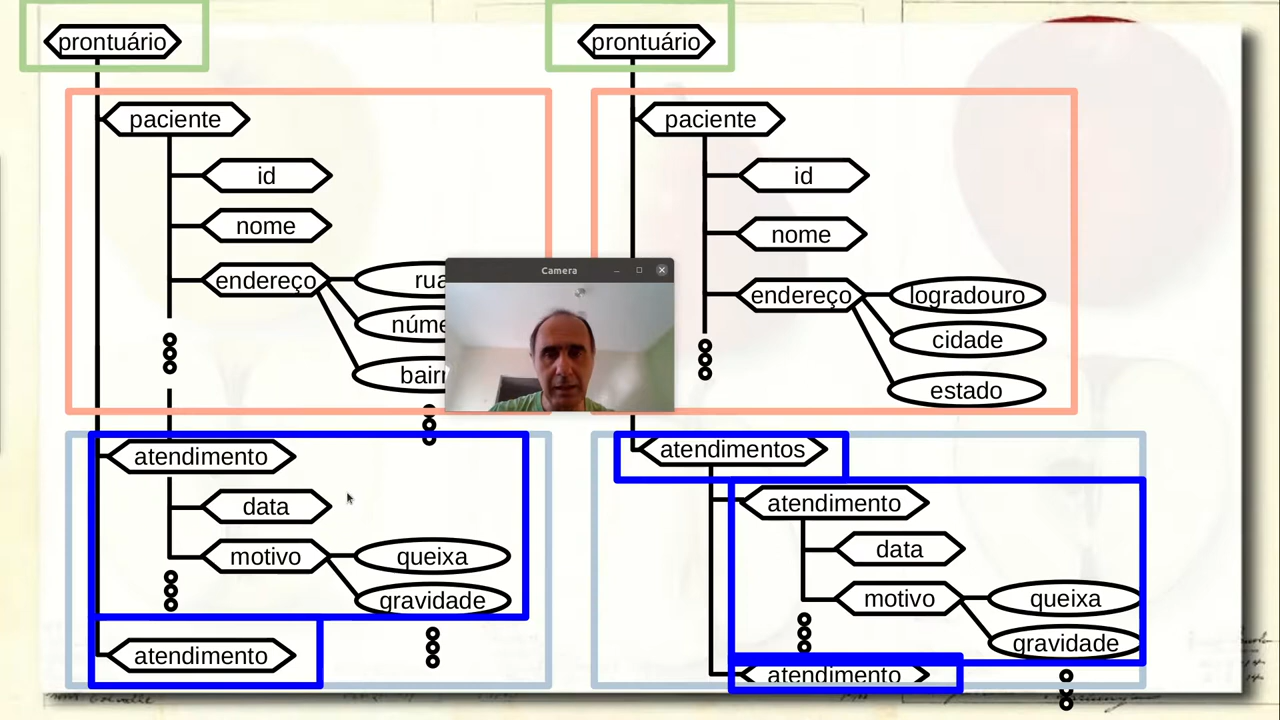 prontuário
paciente
id
nome
endereço
rua
atendimento
data
motivo
queixa
gravidade
atendimento
Camera
prontuário
paciente
id
nome
endereço
logradouro
cidade
estado
atendimentos
atendimento
data
motivo
queixa
gravidade
atendimento